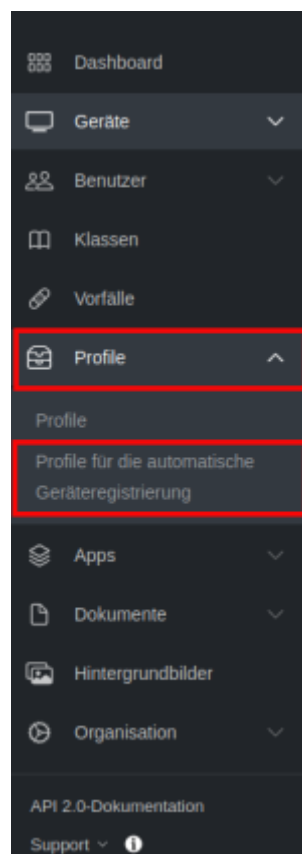 Dashboard
Geräte
Benutzer
Klassen
Vorfälle
Profile
Profile
Profile für die automatische
Geräteregistrierung
Apps
Dokumente
Hintergrundbilder
Organisation
API 2.0-Dokumentation
Support